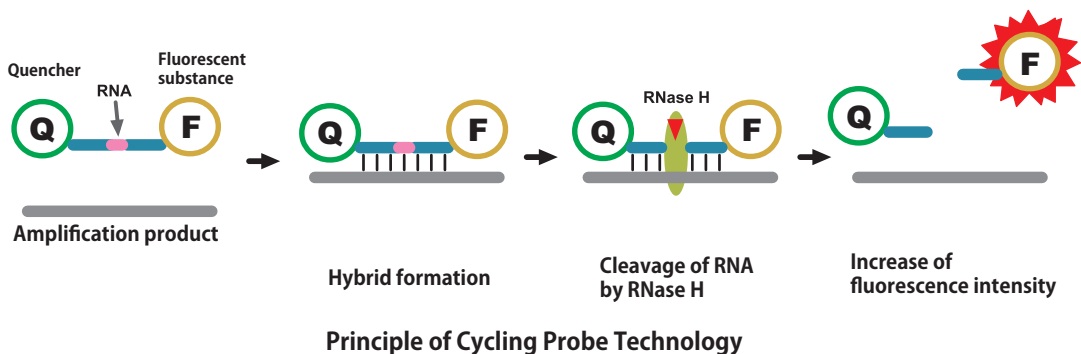 Quencher
Fluorescent
substance
RNA
Q
F
Amplification product
Q
F
Hybrid formation
RNase H
Q
F
Cleavage of RNA
by RNase H
F
Q
Increase of
fluorescence intensity
Principle of Cycling Probe Technology